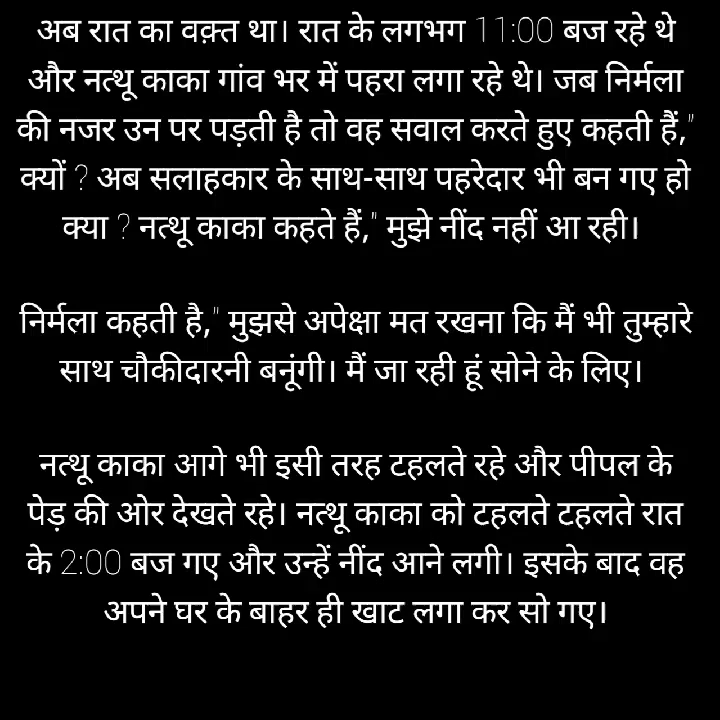 अब रात का वक़्त था। रात के लगभग 11:00 बज रहे थे
और नत्थू काका गांव भर में पहरा लगा रहे थे। जब निर्मला
की नजर उन पर पड़ती है तो वह सवाल करते हुए कहती हैं,"
क्यों ? अब सलाहकार के साथ-साथ पहरेदार भी बन गए हो
क्या ? नत्थू काका कहते हैं," मुझे नींद नहीं आ रही।
निर्मला कहती है," मुझसे अपेक्षा मत रखना कि मैं भी तुम्हारे
साथ चौकीदारनी बनूंगी। मैं जा रही हूं सोने के लिए।
नत्थू काका आगे भी इसी तरह टहलते रहे और पीपल के
पेड़ की ओर देखते रहे। नत्थू काका को टहलते टहलते रात
के 2:00 बज गए और उन्हें नींद आने लगी। इसके बाद वह
अपने घर के बाहर ही खाट लगा कर सो गए।